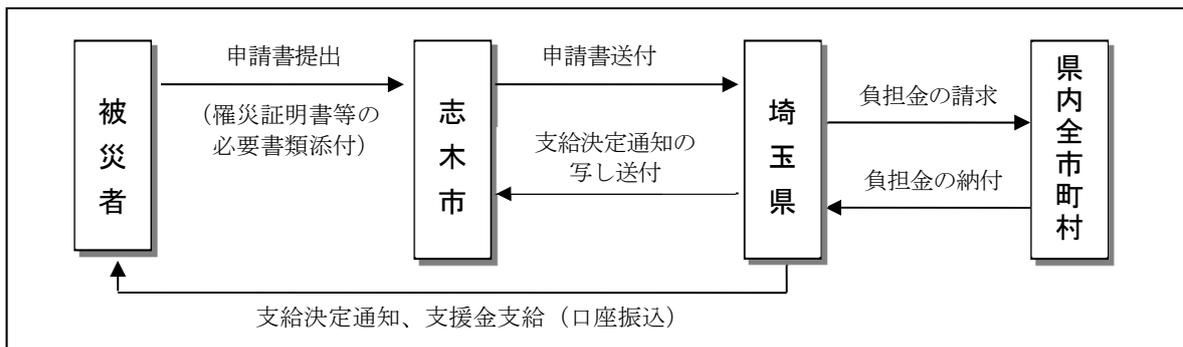 被災者
申請書提出
（罹災証明書等の
必要書類添付）
志木市
申請書送付
支給決定通知の
写し送付
埼玉県
負担金の請求
負担金の納付
県内全市町村
支給決定通知、支援金支給（口座振込）